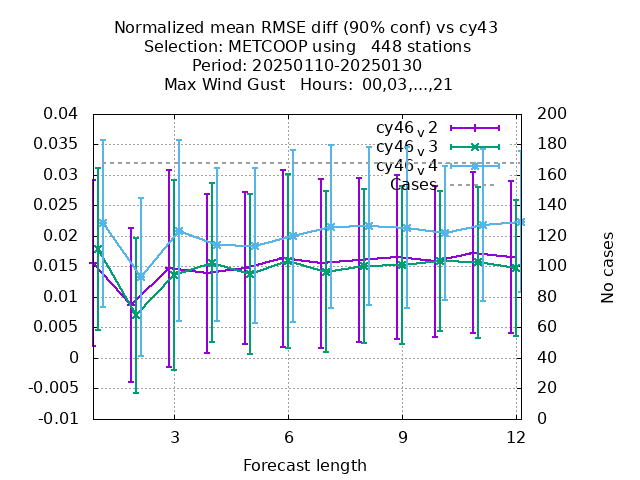 Normalized mean RMSE diff (90% conf) vs cy43
Selection: METCOOP using 448 stations
Period: 20250110-20250130
Max Wind Gust Hours: 00,03,...,21
0.04
0.035
0.03
0.025
0.02
0.015
0.01
0.005
0
-0.005
-0.01
200
180
160
140
120
100
80
60
40
20
0
cy46_v2
cy46_v3
cy46_v4
Cases
No cases
3 6 9 12
Forecast length